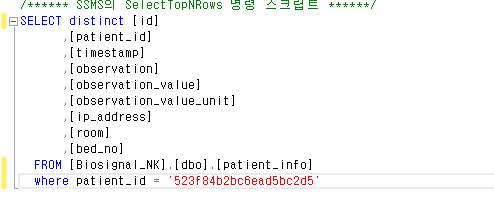 /****** SSMS의 SelectTopNRows 명령 스크립트 ******/
SELECT distinct [id]
,[patient_id]
,[timestamp]
,[observation]
,[observation_value]
,[observation_value_unit]
,[ip_address]
,[room]
,[bed_no]
FROM [Biosignal_NK].[dbo].[patient_info]
where patient_id = '523f84b2bc6ead5bc2d5'